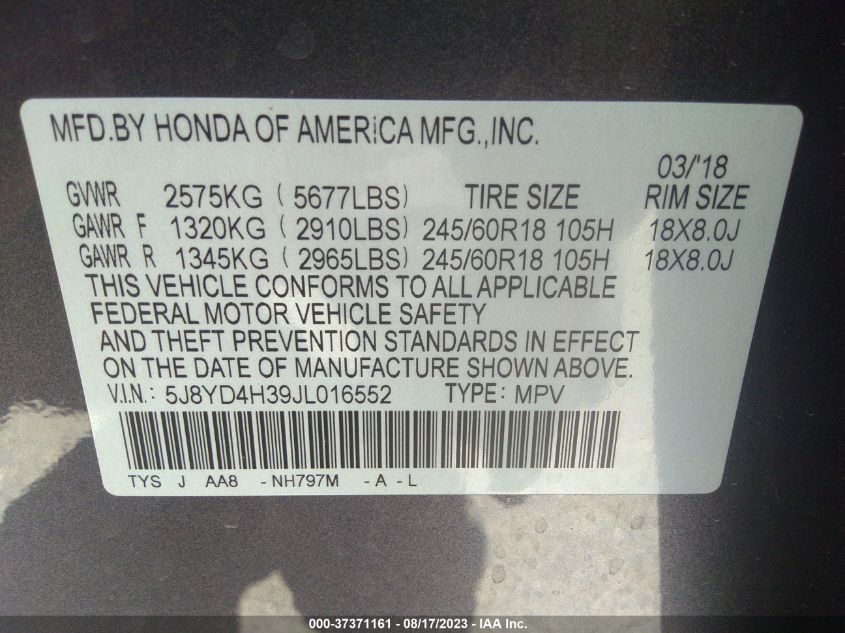 MFD.BY HONDA OF AMERICA MFG.,INC.
03/'18
GVWR 2575KG ( 5677LBS) TIRE SIZE RIM SIZE
GAWR F 1320KG ( 2910LBS) 245/60R18 105H 18X8.0J
GAWR R 1345KG ( 2965LBS) 245/60R18 105H 18X8.0J
THIS VEHICLE CONFORMS TO ALL APPLICABLE
FEDERAL MOTOR VEHICLE SAFETY
AND THEFT PREVENTION STANDARDS IN EFFECT
ON THE DATE OF MANUFACTURE SHOWN ABOVE.
V.I.N.: 5J8YD4H39JL016552 TYPE: MPV
TYS J AA8 -NH797M -A -L
000-37371161 - 08/17/2023 - IAA Inc.